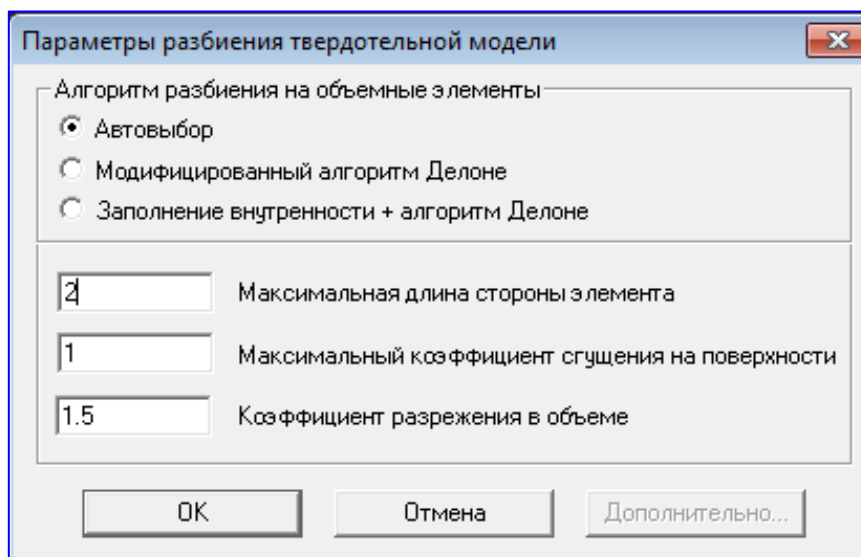 Параметры разбиения твердотельной модели
Алгоритм разбиения на объемные элементы
Автовыбор
Модифицированный алгоритм Делоне
Заполнение внутренности + алгоритм Делоне
2 Максимальная длина стороны элемента
1 Максимальный коэффициент сгущения на поверхности
1.5 Коэффициент разрежения в объеме
OK Отмена Дополнительно...